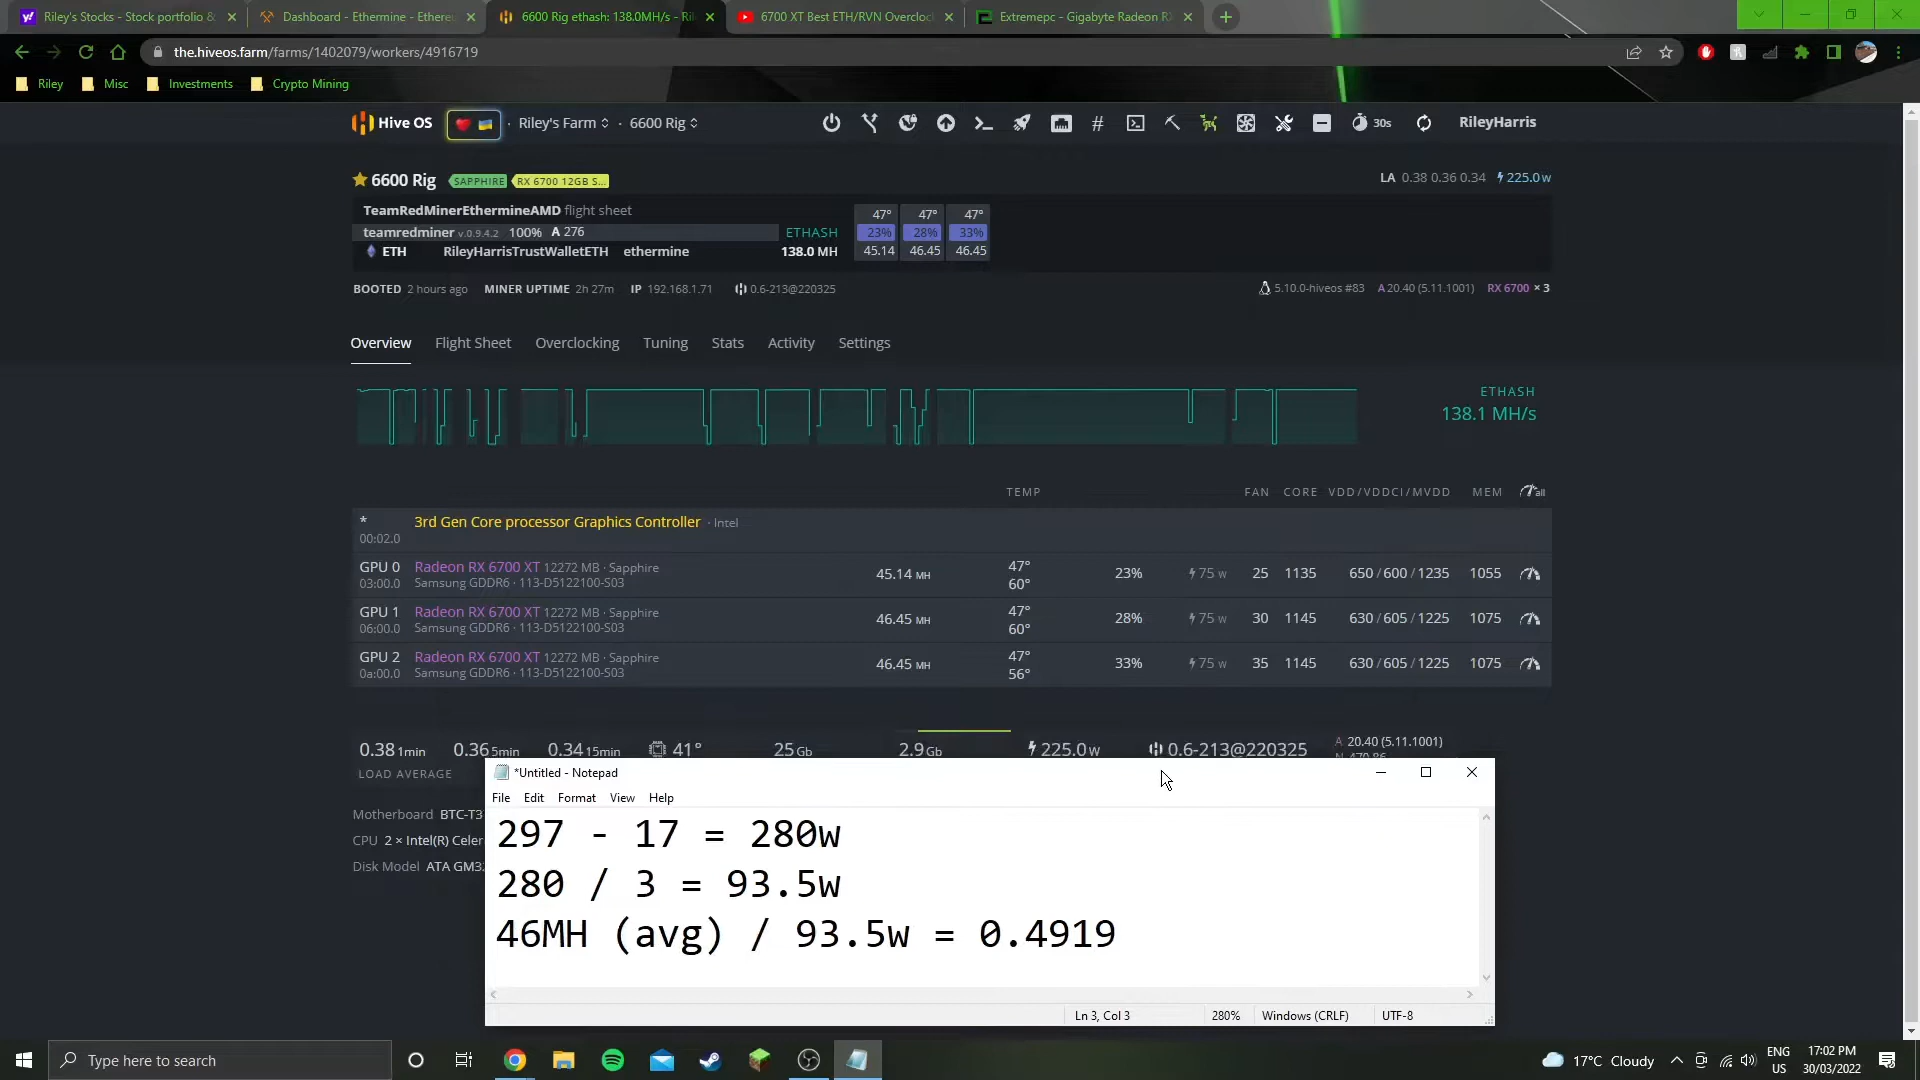 Riley's Stocks - Stock portfolio &
Dashboard - Ethermine - Ethereu
6600 Rig ethash: 138.0MH/s - Ri
6700 XT Best ETH/RVN Overcloc
Extremepc - Gigabyte Radeon RX
the.hiveos.farm/farms/1402079/workers/4916719
Riley Misc Investments Crypto Mining
Hive OS · Riley's Farm · 6600 Rig 30s RileyHarris
6600 Rig SAPPHIRE RX 6700 12GB S... LA 0.38 0.36 0.34 225.0 w
TeamRedMinerEthermineAMD flight sheet 47° 47° 47°
teamredminer v.0.9.4.2 100% A 276 ETHASH 23% 28% 33%
ETH RileyHarrisTrustWalletETH ethermine 138.0 MH 45.14 46.45 46.45
BOOTED 2 hours ago MINER UPTIME 2h 27m IP 192.168.1.71 0.6-213@220325 5.10.0-hiveos #83 A 20.40 (5.11.1001) RX 6700 × 3
Overview Flight Sheet Overclocking Tuning Stats Activity Settings
ETHASH
138.1 MH/s
TEMP FAN CORE VDD/VDDCI/MVDD MEM all
* 3rd Gen Core processor Graphics Controller · Intel
00:02.0
GPU 0 Radeon RX 6700 XT 12272 MB · Sapphire 45.14 MH 47° 23% 75 w 25 1135 650 / 600 / 1235 1055
03:00.0 Samsung GDDR6 · 113-D5122100-S03 60°
GPU 1 Radeon RX 6700 XT 12272 MB · Sapphire 46.45 MH 47° 28% 75 w 30 1145 630 / 605 / 1225 1075
06:00.0 Samsung GDDR6 · 113-D5122100-S03 60°
GPU 2 Radeon RX 6700 XT 12272 MB · Sapphire 46.45 MH 47° 33% 75 w 35 1145 630 / 605 / 1225 1075
0a:00.0 Samsung GDDR6 · 113-D5122100-S03 56°
0.38 1min 0.36 5min 0.34 15min 41° 25 Gb 2.9 Gb 225.0 w 0.6-213@220325 A 20.40 (5.11.1001)
LOAD AVERAGE
Motherboard BTC-T3
CPU 2 × Intel(R) Celer
Disk Model ATA GM3
*Untitled - Notepad
File Edit Format View Help
297 - 17 = 280w
280 / 3 = 93.5w
46MH (avg) / 93.5w = 0.4919
Ln 3, Col 3 280% Windows (CRLF) UTF-8
Type here to search
17°C Cloudy
ENG
US
17:02 PM
30/03/2022